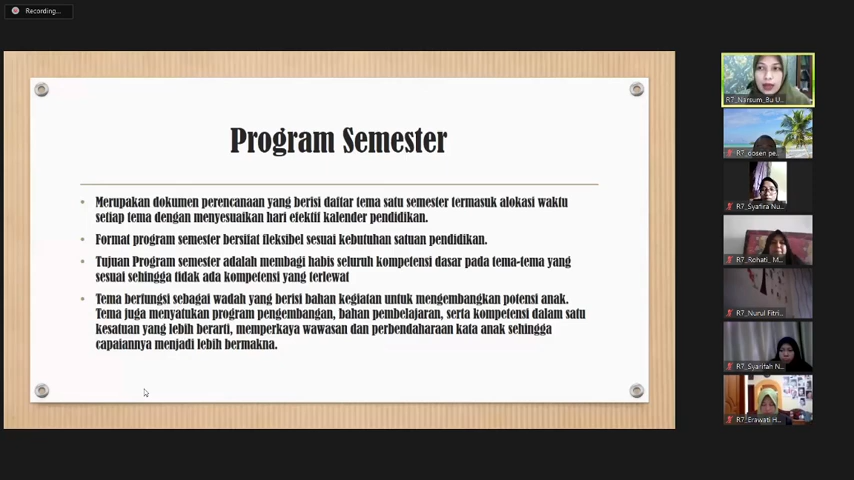 Recording...
Program Semester
Merupakan dokumen perencanaan yang berisi daftar tema satu semester termasuk alokasi waktu
setiap tema dengan menyesuaikan hari efektif kalender pendidikan.
Format program semester bersifat fleksibel sesuai kebutuhan satuan pendidikan.
Tujuan Program semester adalah membagi habis seluruh kompetensi dasar pada tema-tema yang
sesuai sehingga tidak ada kompetensi yang terlewat
Tema berfungsi sebagai wadah yang berisi bahan kegiatan untuk mengembangkan potensi anak.
Tema juga menyatukan program pengembangan, bahan pembelajaran, serta kompetensi dalam satu
kesatuan yang lebih berarti, memperkaya wawasan dan perbendaharaan kata anak sehingga
capaiannya menjadi lebih bermakna.
R7_Narsum_Bu U...
R7_dosen pe...
R7_Syafira Nu...
R7_Rohati_ M...
R7_Nurul Fitri...
R7_Syarifah N...
R7_Erawati H...